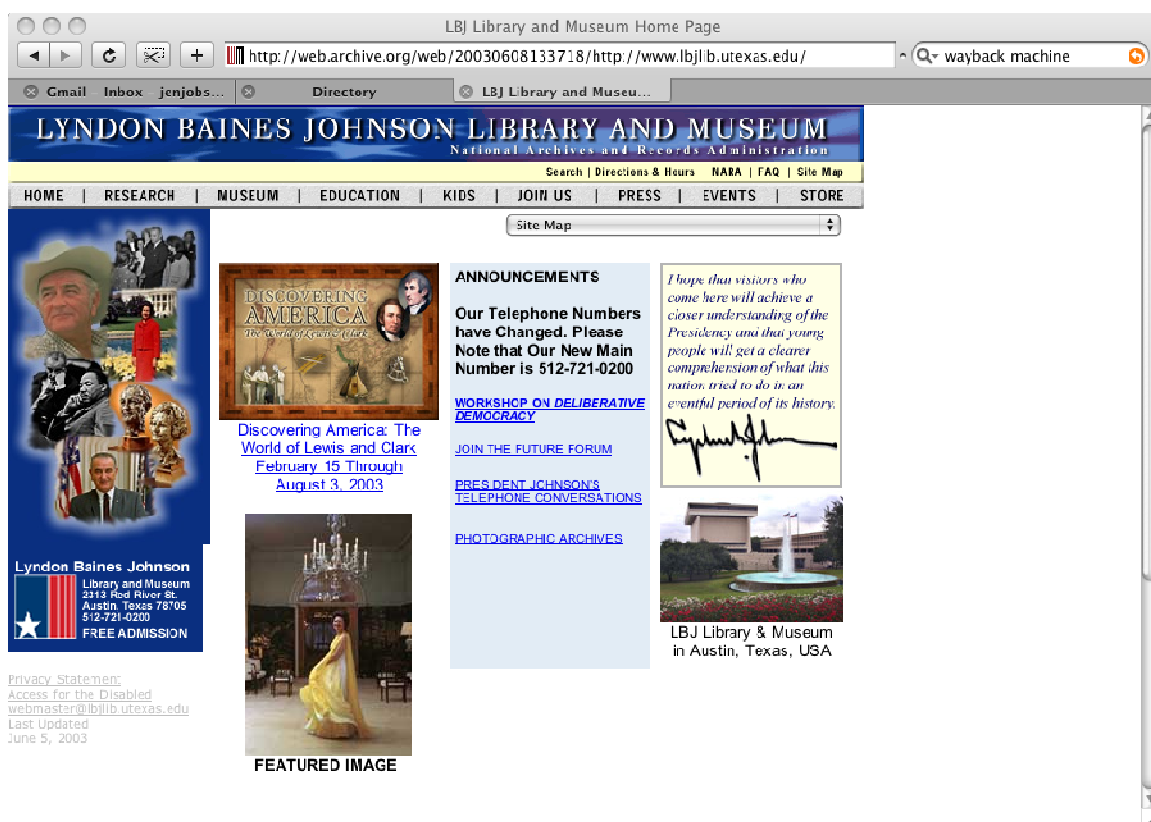 LBJ Library and Museum Home Page
http://web.archive.org/web/20030608133718/http://www.lbjlib.utexas.edu/
wayback machine
Gmail - Inbox - jenjobs...
Directory
LBJ Library and Museu...
LYNDON BAINES JOHNSON LIBRARY AND MUSEUM
National Archives and Records Administration
Search | Directions & Hours NARA | FAQ | Site Map
HOME | RESEARCH | MUSEUM | EDUCATION | KIDS | JOIN US | PRESS | EVENTS | STORE
Site Map
DISCOVERING
AMERICA
The World of Lewis & Clark
Discovering America: The
World of Lewis and Clark
February 15 Through
August 3, 2003
FEATURED IMAGE
ANNOUNCEMENTS
Our Telephone Numbers
have Changed. Please
Note that Our New Main
Number is 512-721-0200
WORKSHOP ON DELIBERATIVE
DEMOCRACY
JOIN THE FUTURE FORUM
PRESIDENT JOHNSON'S
TELEPHONE CONVERSATIONS
PHOTOGRAPHIC ARCHIVES
I hope that visitors who
come here will achieve a
closer understanding of the
Presidency and that young
people will get a clearer
comprehension of what this
nation tried to do in an
eventful period of its history.
LBJ Library & Museum
in Austin, Texas, USA
Lyndon Baines Johnson
Library and Museum
2313 Red River St.
Austin, Texas 78705
512-721-0200
FREE ADMISSION
Privacy Statement
Access for the Disabled
webmaster@lbjlib.utexas.edu
Last Updated
June 5, 2003